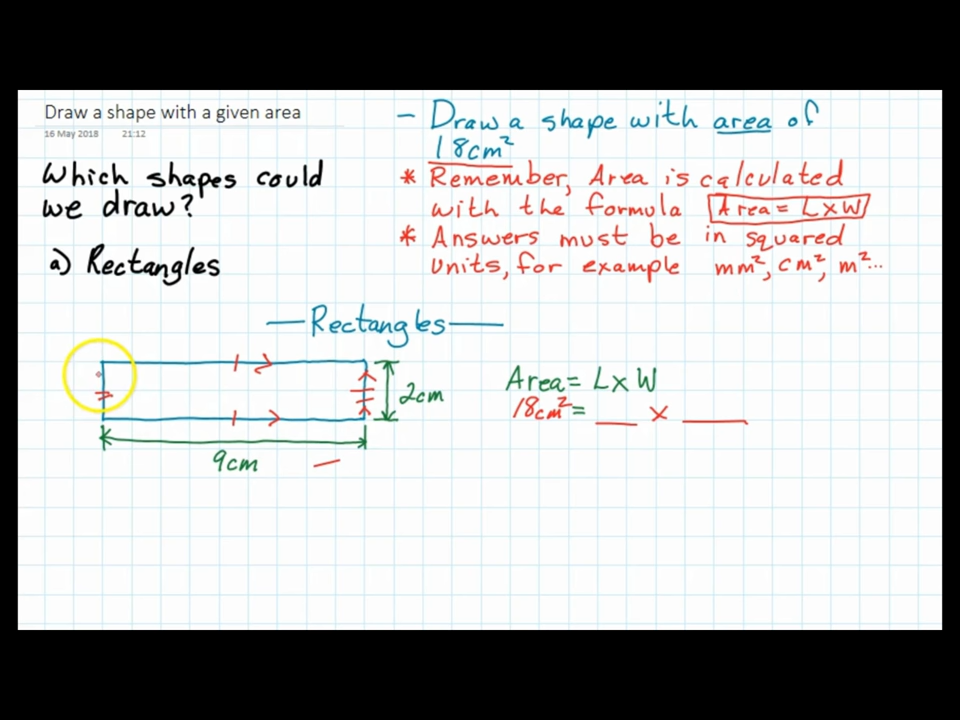 Draw a shape with a given area
16 May 2018 21:12
Which shapes could
we draw?
a) Rectangles
- Draw a shape with area of
18cm²
* Remember, Area is calculated
with the formula Area = L x W
* Answers must be in squared
units, for example mm², cm², m²...
Rectangles
2cm
9cm
Area = L x W
18cm² = __ x __